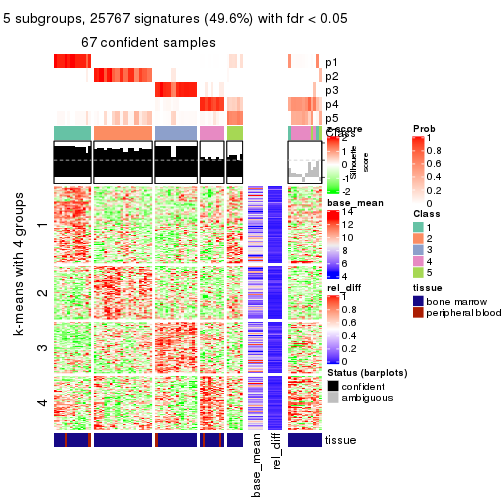 5 subgroups, 25767 signatures (49.6%) with fdr < 0.05
67 confident samples
p1
p2
p3
p4
p5
Class
Silhouette
score
k-means with 4 groups
1
2
3
4
tissue
base_mean
rel_diff
z-score
2
1
0
-1
-2
base_mean
14
12
10
8
6
4
rel_diff
1
0.8
0.6
0.4
0.2
0
Status (barplots)
confident
ambiguous
Prob
1
0.8
0.6
0.4
0.2
0
Class
1
2
3
4
5
tissue
bone marrow
peripheral blood